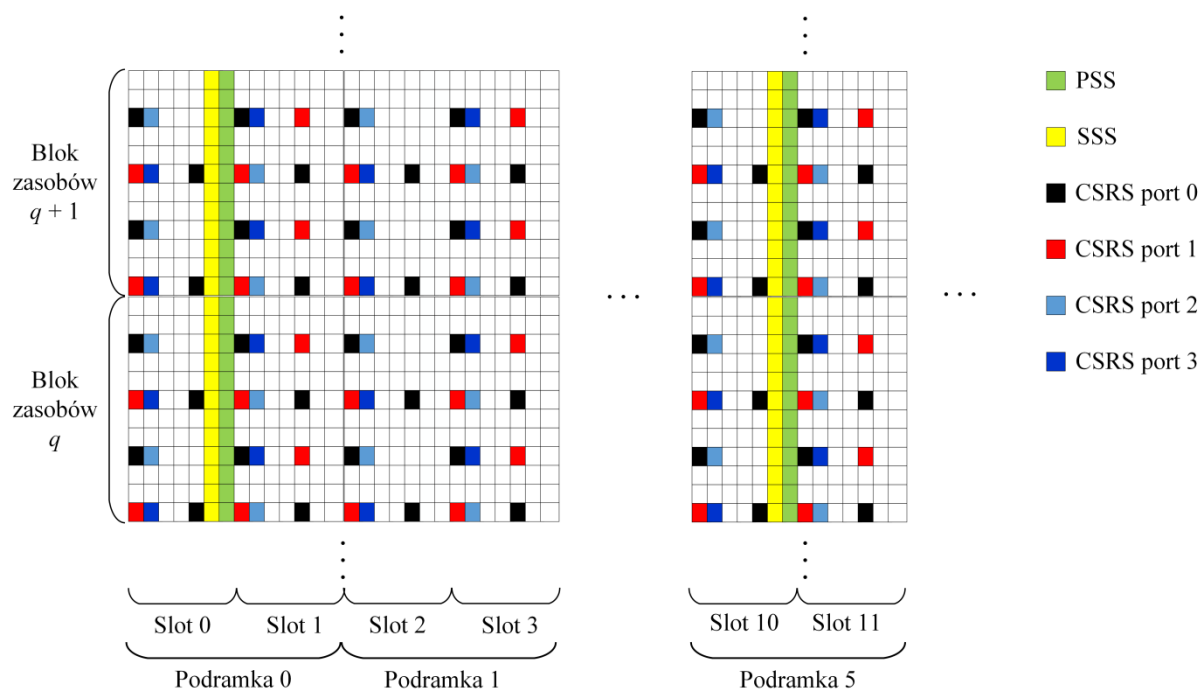 Blok
zasobów
q + 1
Blok
zasobów
q
PSS
SSS
CSRS port 0
CSRS port 1
CSRS port 2
CSRS port 3
Slot 0
Slot 1
Slot 2
Slot 3
Slot 10
Slot 11
Podramka 0
Podramka 1
Podramka 5